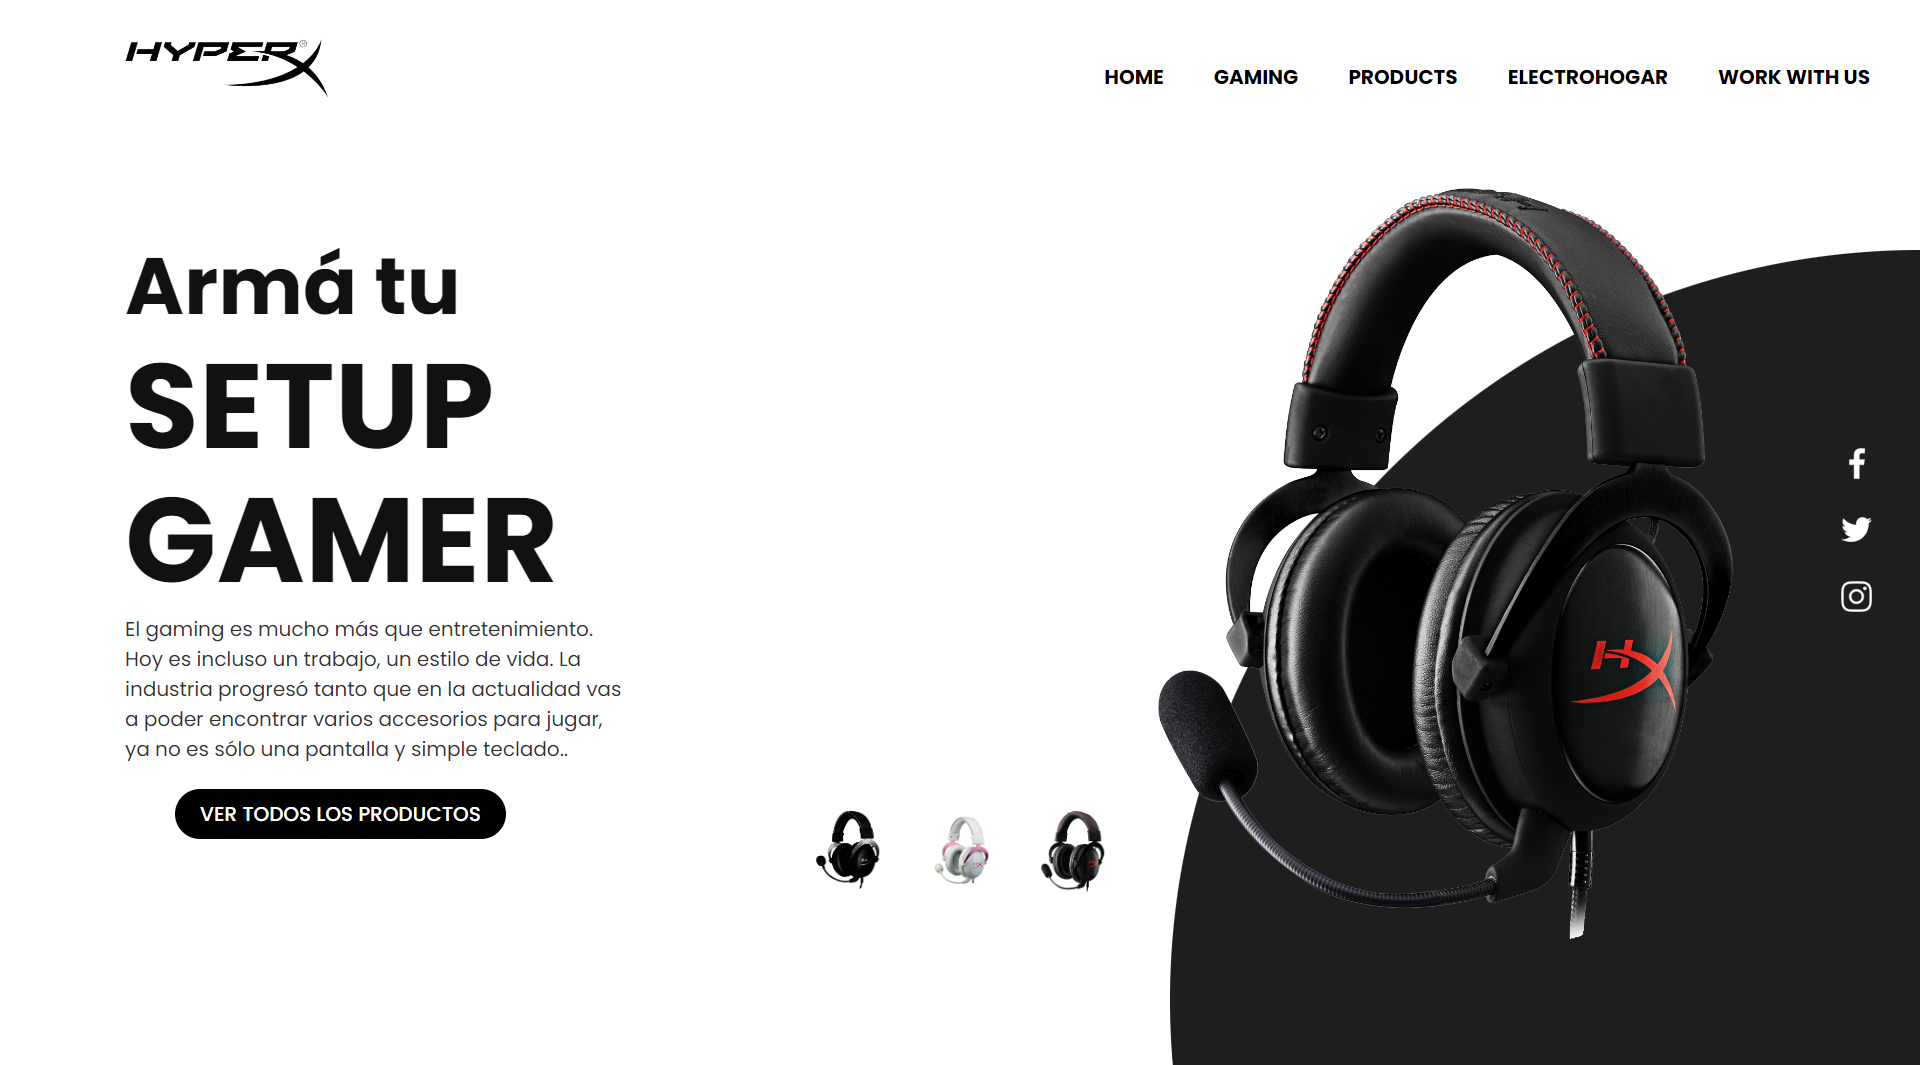 HYPERX®
HOME GAMING PRODUCTS ELECTROHOGAR WORK WITH US
Armá tu
SETUP
GAMER
El gaming es mucho más que entretenimiento.
Hoy es incluso un trabajo, un estilo de vida. La
industria progresó tanto que en la actualidad vas
a poder encontrar varios accesorios para jugar,
ya no es sólo una pantalla y simple teclado..
VER TODOS LOS PRODUCTOS
HX